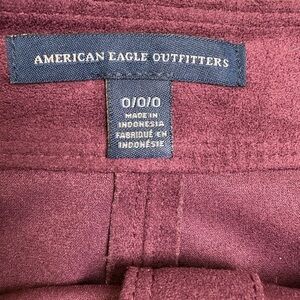 AMERICAN EAGLE OUTFITTERS
0/0/0
MADE IN
INDONESIA
FABRIQUÉ EN
INDONÉSIE